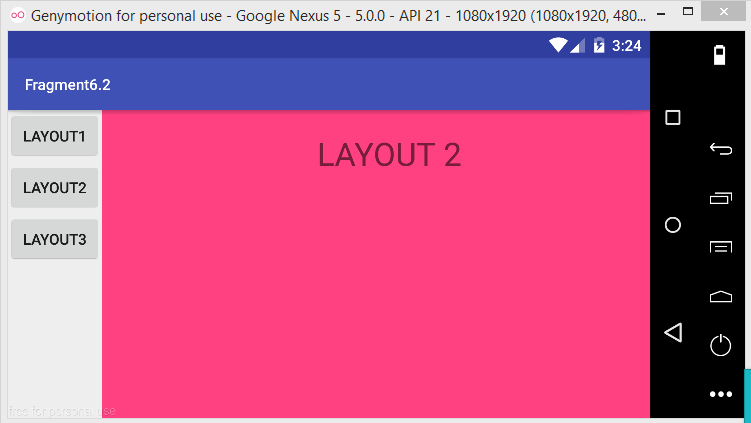 Genymotion for personal use - Google Nexus 5 - 5.0.0 - API 21 - 1080x1920 (1080x1920, 480...
3:24
Fragment6.2
LAYOUT1
LAYOUT 2
LAYOUT2
LAYOUT3
free for personal use